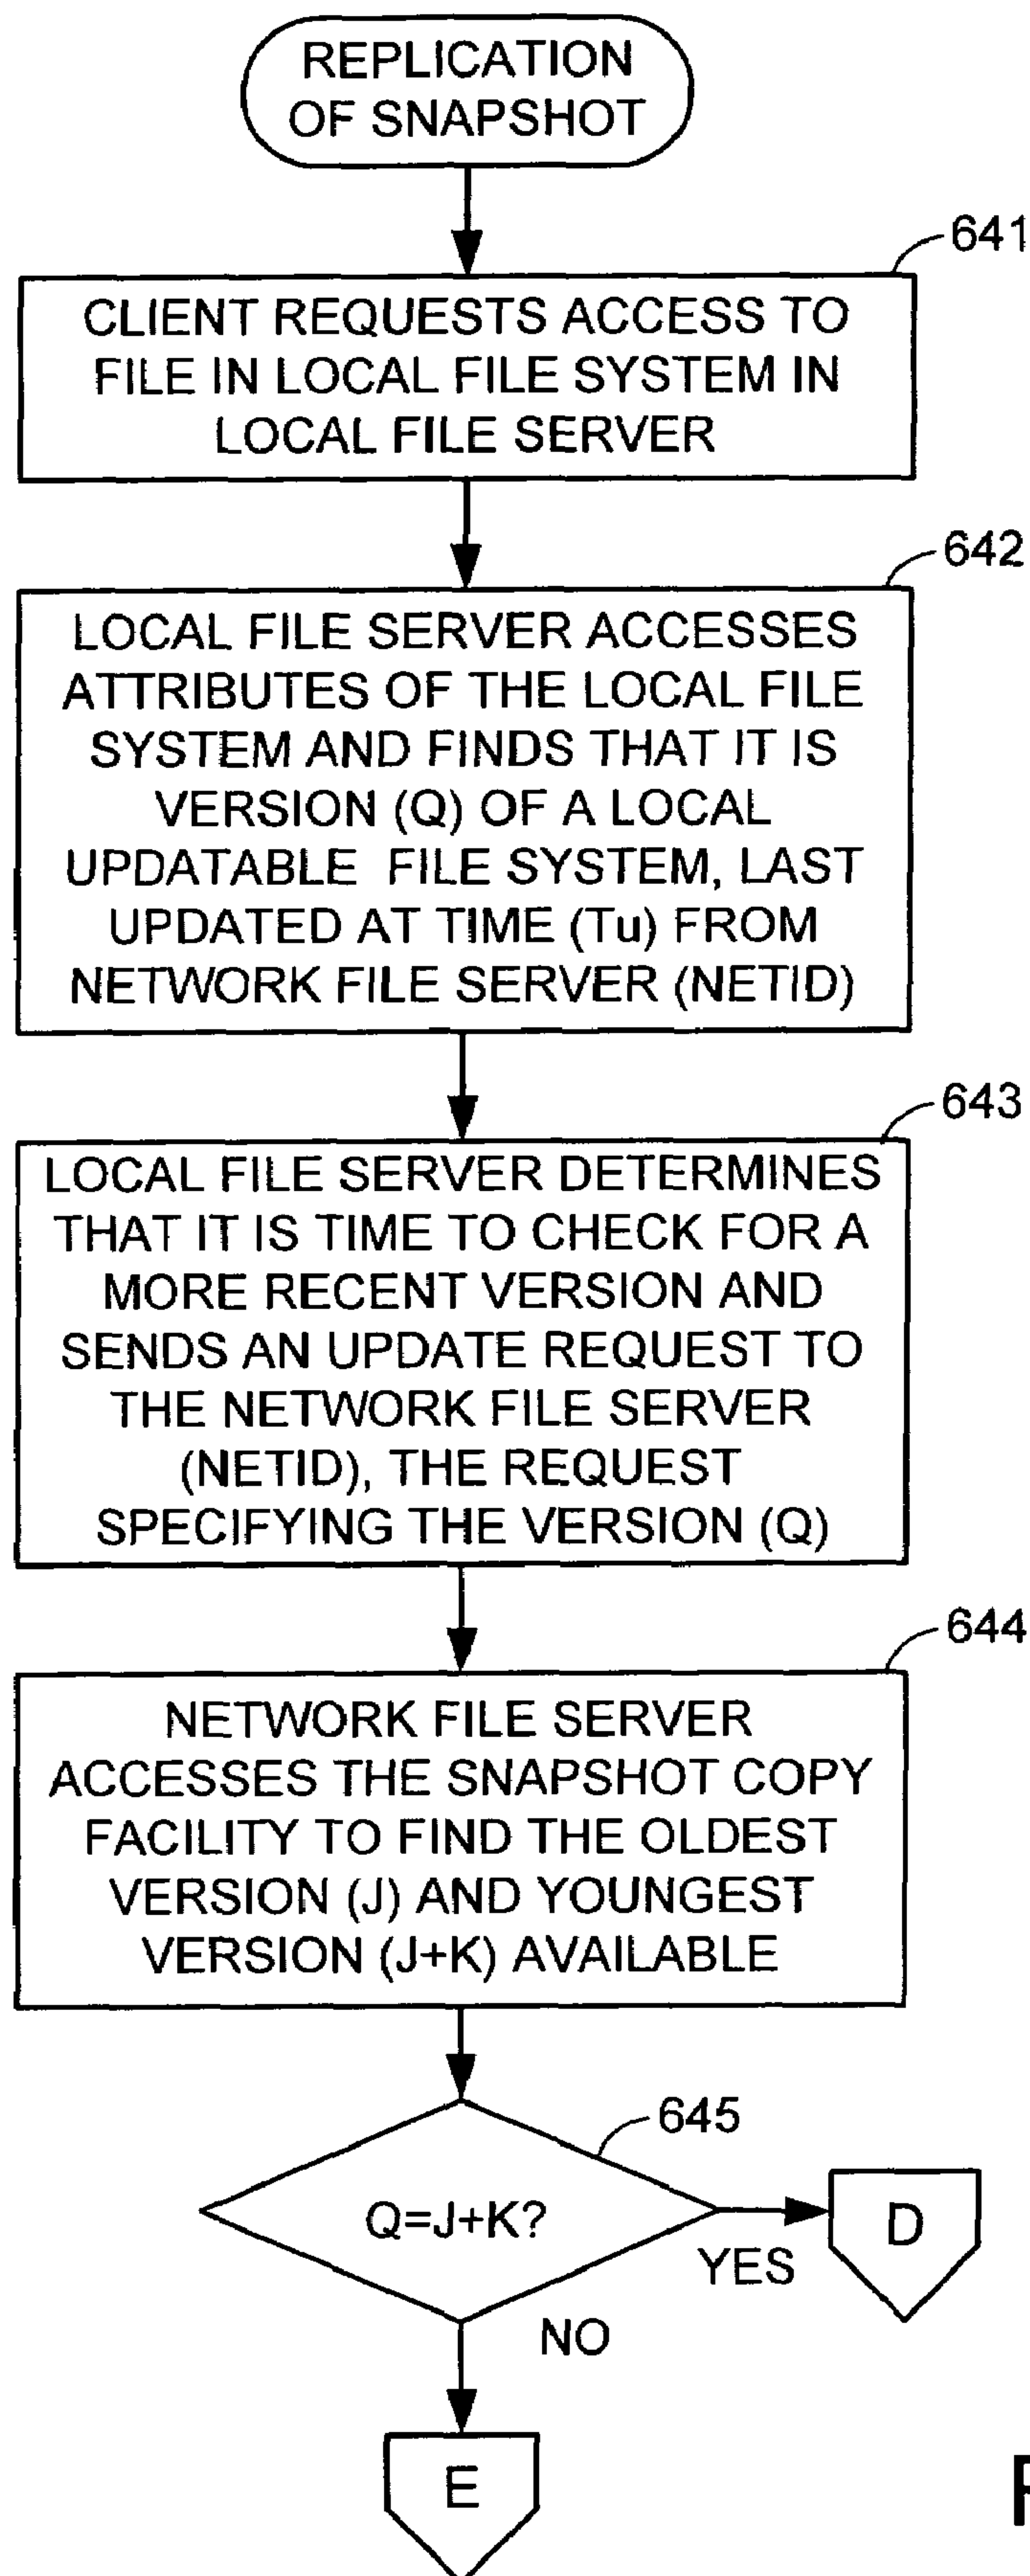 REPLICATION
OF SNAPSHOT
641
CLIENT REQUESTS ACCESS TO
FILE IN LOCAL FILE SYSTEM IN
LOCAL FILE SERVER
642
LOCAL FILE SERVER ACCESSES
ATTRIBUTES OF THE LOCAL FILE
SYSTEM AND FINDS THAT IT IS
VERSION (Q) OF A LOCAL
UPDATABLE FILE SYSTEM, LAST
UPDATED AT TIME (Tu) FROM
NETWORK FILE SERVER (NETID)
643
LOCAL FILE SERVER DETERMINES
THAT IT IS TIME TO CHECK FOR A
MORE RECENT VERSION AND
SENDS AN UPDATE REQUEST TO
THE NETWORK FILE SERVER
(NETID), THE REQUEST
SPECIFYING THE VERSION (Q)
644
NETWORK FILE SERVER
ACCESSES THE SNAPSHOT COPY
FACILITY TO FIND THE OLDEST
VERSION (J) AND YOUNGEST
VERSION (J+K) AVAILABLE
645
Q=J+K?
D
YES
NO
E